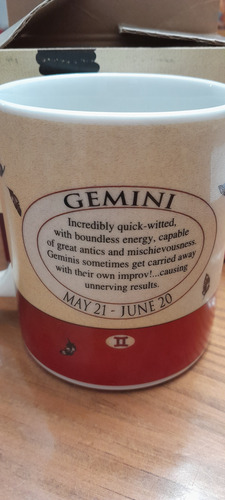 GEMINI
Incredibly quick-witted,
with boundless energy, capable
of great antics and mischievousness.
Geminis sometimes get carried away
with their own improv!...causing
unnerving results.
MAY 21 - JUNE 20
♊